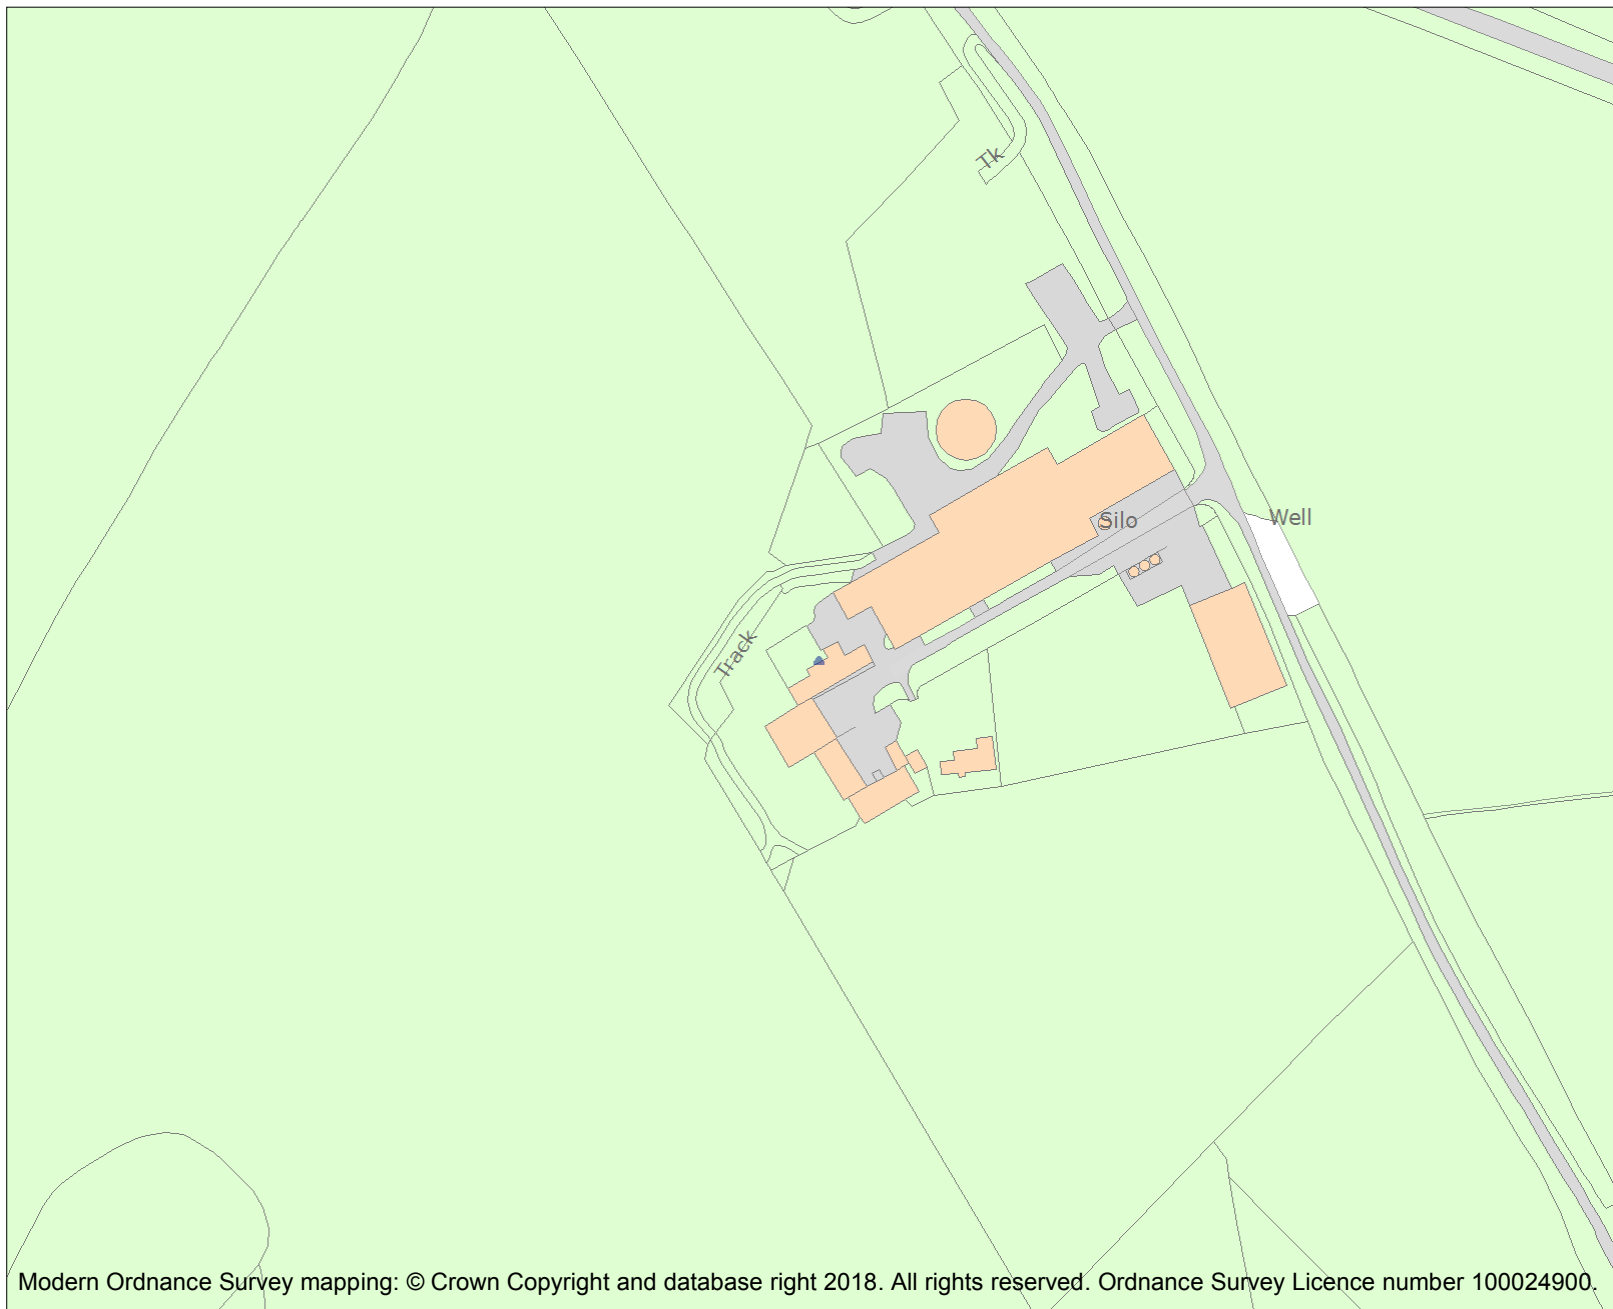 Tk
Silo
Well
Track
Modern Ordnance Survey mapping: © Crown Copyright and database right 2018. All rights reserved. Ordnance Survey Licence number 100024900.